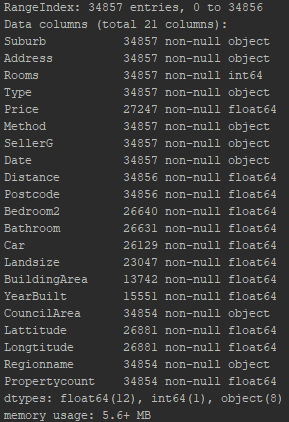 RangeIndex: 34857 entries, 0 to 34856
Data columns (total 21 columns):
Suburb           34857 non-null object
Address          34857 non-null object
Rooms            34857 non-null int64
Type             34857 non-null object
Price            27247 non-null float64
Method           34857 non-null object
SellerG          34857 non-null object
Date             34857 non-null object
Distance         34856 non-null float64
Postcode         34856 non-null float64
Bedroom2         26640 non-null float64
Bathroom         26631 non-null float64
Car              26129 non-null float64
Landsize         23047 non-null float64
BuildingArea     13742 non-null float64
YearBuilt        15551 non-null float64
CouncilArea      34854 non-null object
Lattitude        26881 non-null float64
Longtitude       26881 non-null float64
Regionname       34854 non-null object
Propertycount    34854 non-null float64
dtypes: float64(12), int64(1), object(8)
memory usage: 5.6+ MB